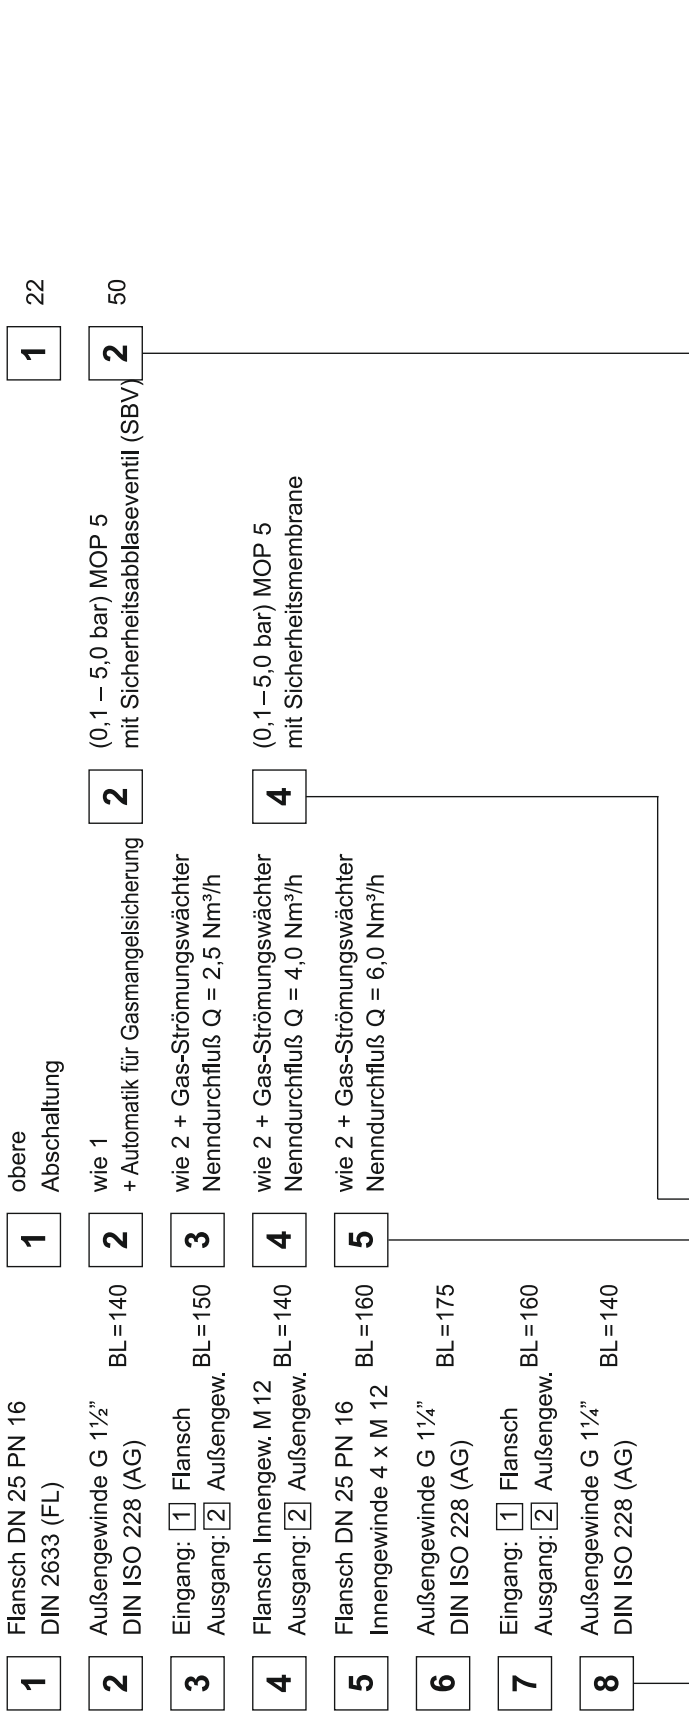 1 Flansch DN 25 PN 16
DIN 2633 (FL)
2 Außengewinde G 1½”
DIN ISO 228 (AG) BL=140
3 Eingang: 1 Flansch
Ausgang: 2 Außengew. BL=150
4 Flansch Innengew. M 12
Ausgang: 2 Außengew. BL=140
5 Flansch DN 25 PN 16
Innengewinde 4 x M 12 BL=160
6 Außengewinde G 1¼”
DIN ISO 228 (AG) BL=175
7 Eingang: 1 Flansch
Ausgang: 2 Außengew. BL=160
8 Außengewinde G 1¼”
DIN ISO 228 (AG) BL=140
1 obere
Abschaltung
2 wie 1
+ Automatik für Gasmangelsicherung
3 wie 2 + Gas-Strömungswächter
Nenndurchfluß Q = 2,5 Nm³/h
4 wie 2 + Gas-Strömungswächter
Nenndurchfluß Q = 4,0 Nm³/h
5 wie 2 + Gas-Strömungswächter
Nenndurchfluß Q = 6,0 Nm³/h
2 (0,1 – 5,0 bar) MOP 5
mit Sicherheitsabblaseventil (SBV)
4 (0,1–5,0 bar) MOP 5
mit Sicherheitsmembrane
1 22
2 50